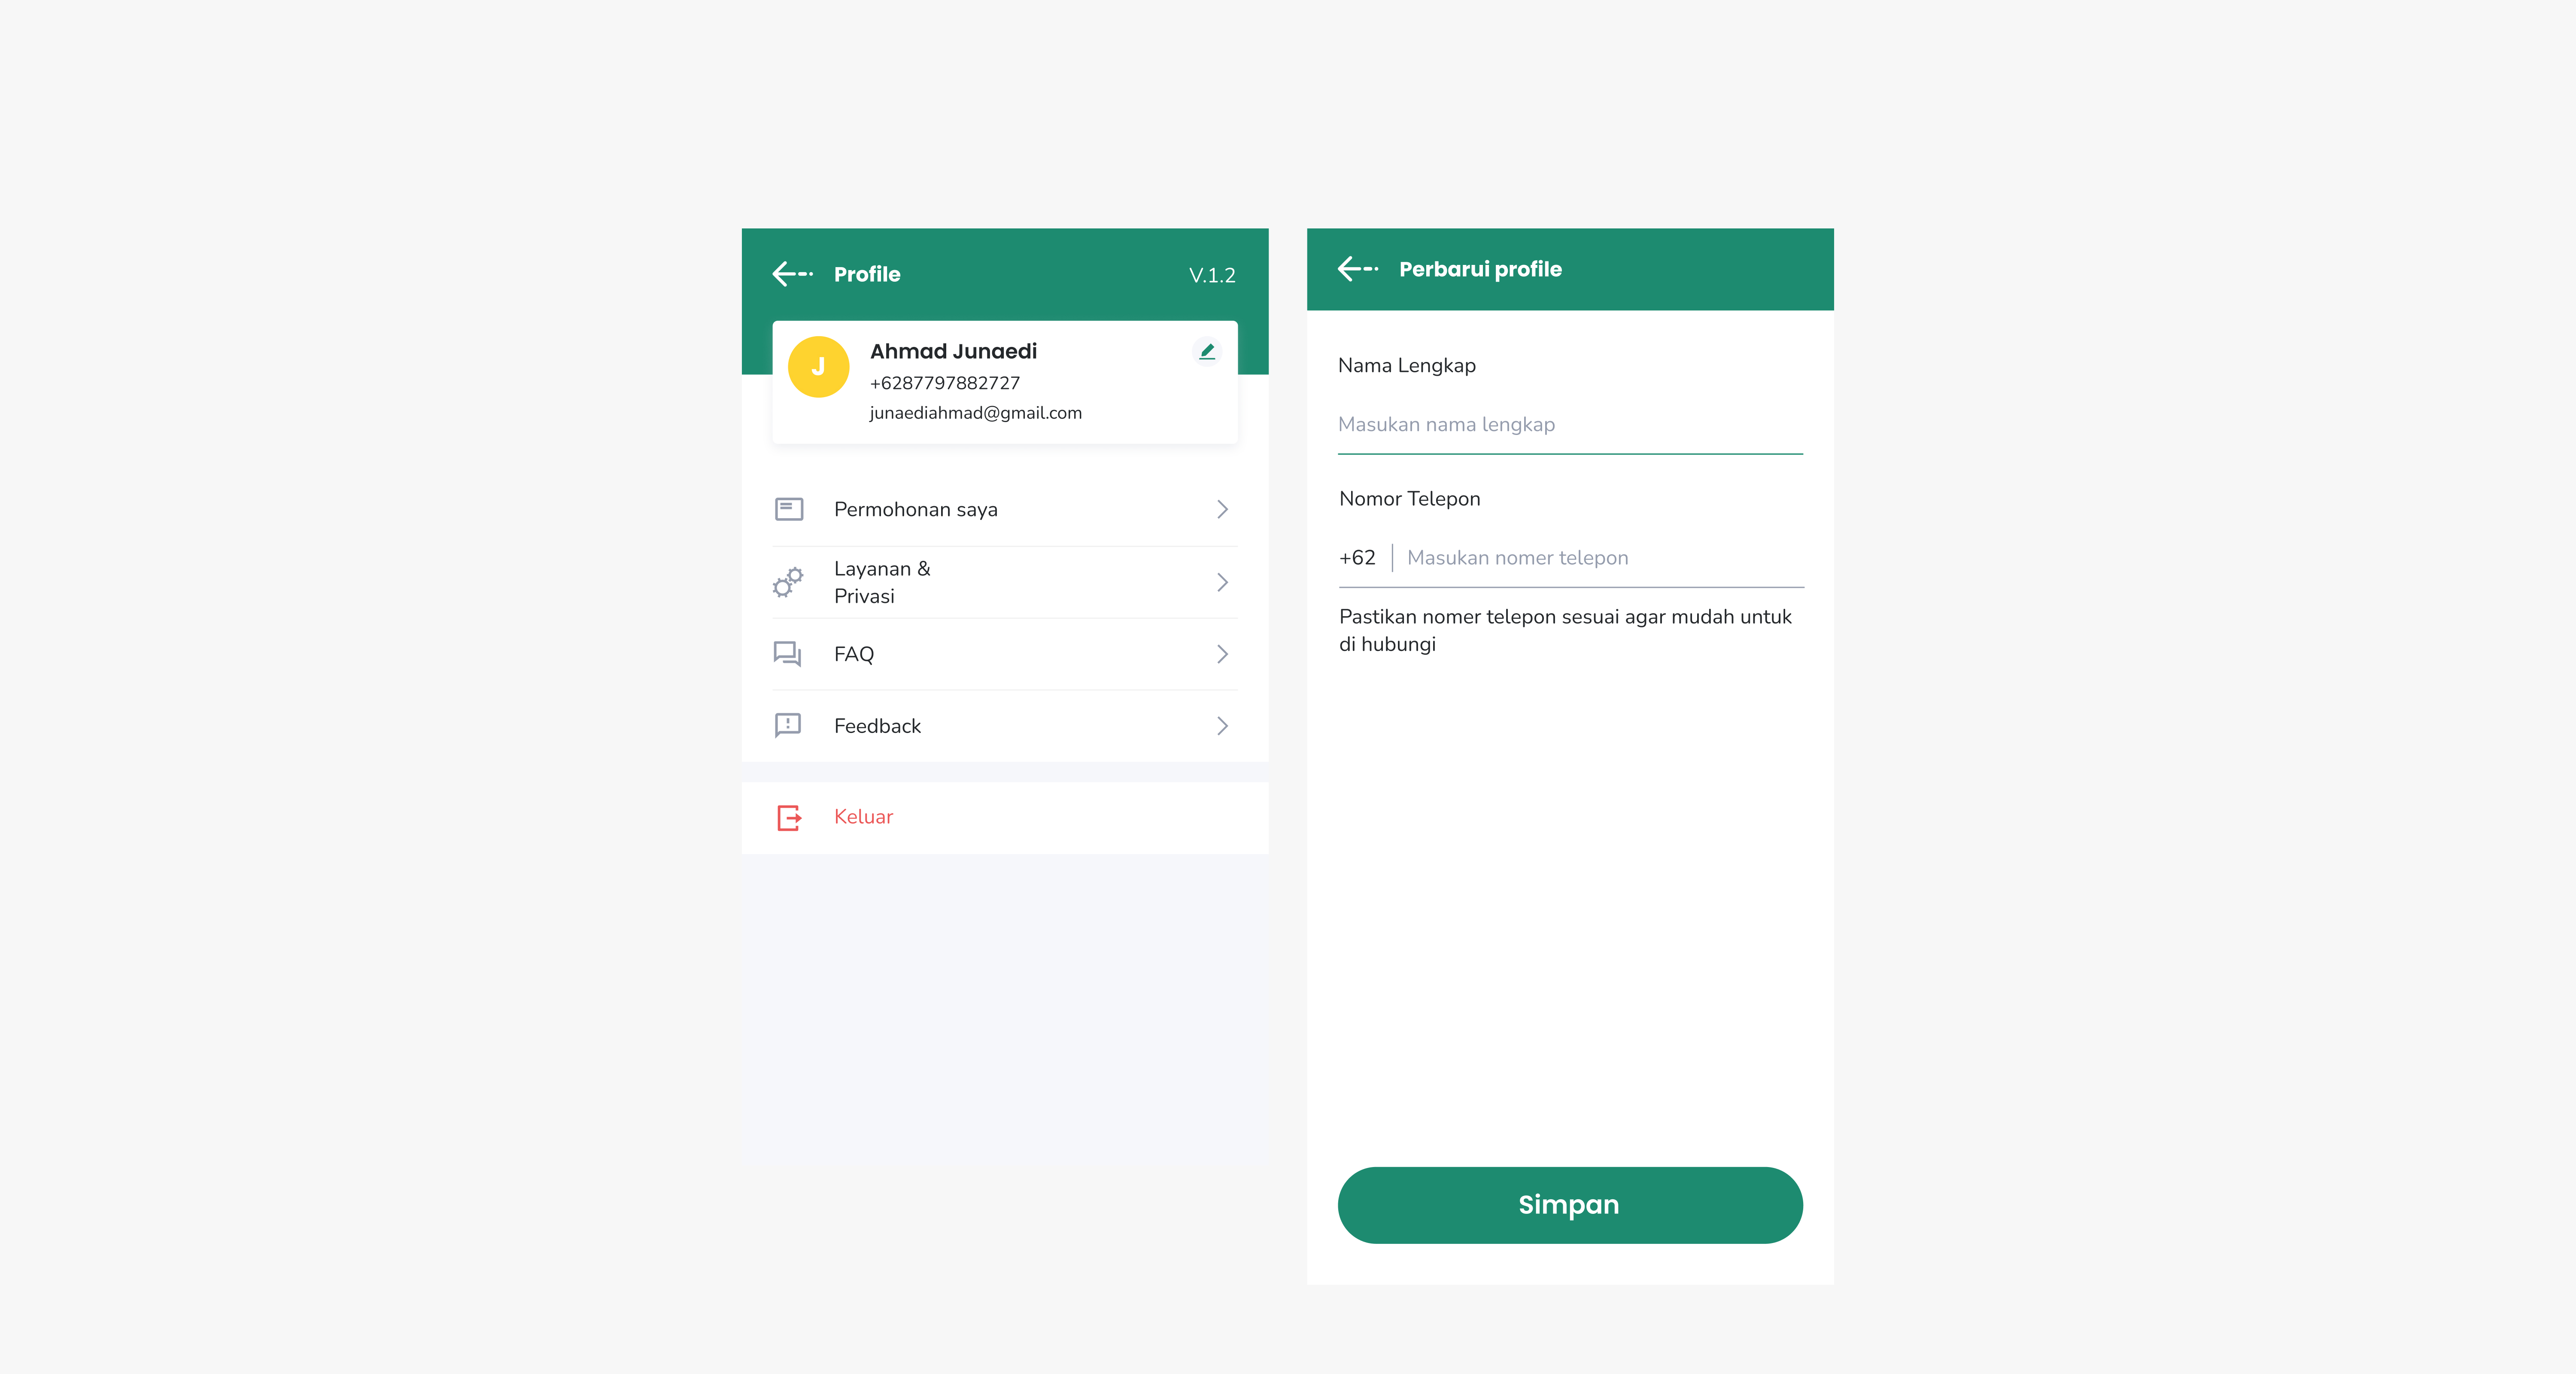 Profile
V.1.2
J
Ahmad Junaedi
+6287797882727
junaediahmad@gmail.com
Permohonan saya
Layanan &
Privasi
FAQ
Feedback
Keluar
Perbarui profile
Nama Lengkap
Masukan nama lengkap
Nomor Telepon
+62
Masukan nomer telepon
Pastikan nomer telepon sesuai agar mudah untuk
di hubungi
Simpan